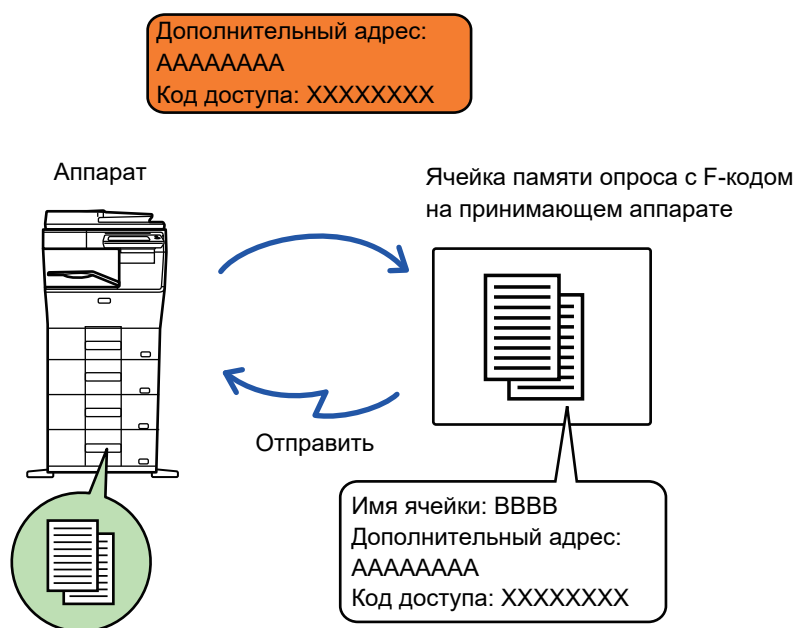 Дополнительный адрес:
AAAAAAAA
Код доступа: XXXXXXXX
Аппарат
Ячейка памяти опроса с F-кодом
на принимающем аппарате
Отправить
Имя ячейки: BBBB
Дополнительный адрес:
AAAAAAAA
Код доступа: XXXXXXXX